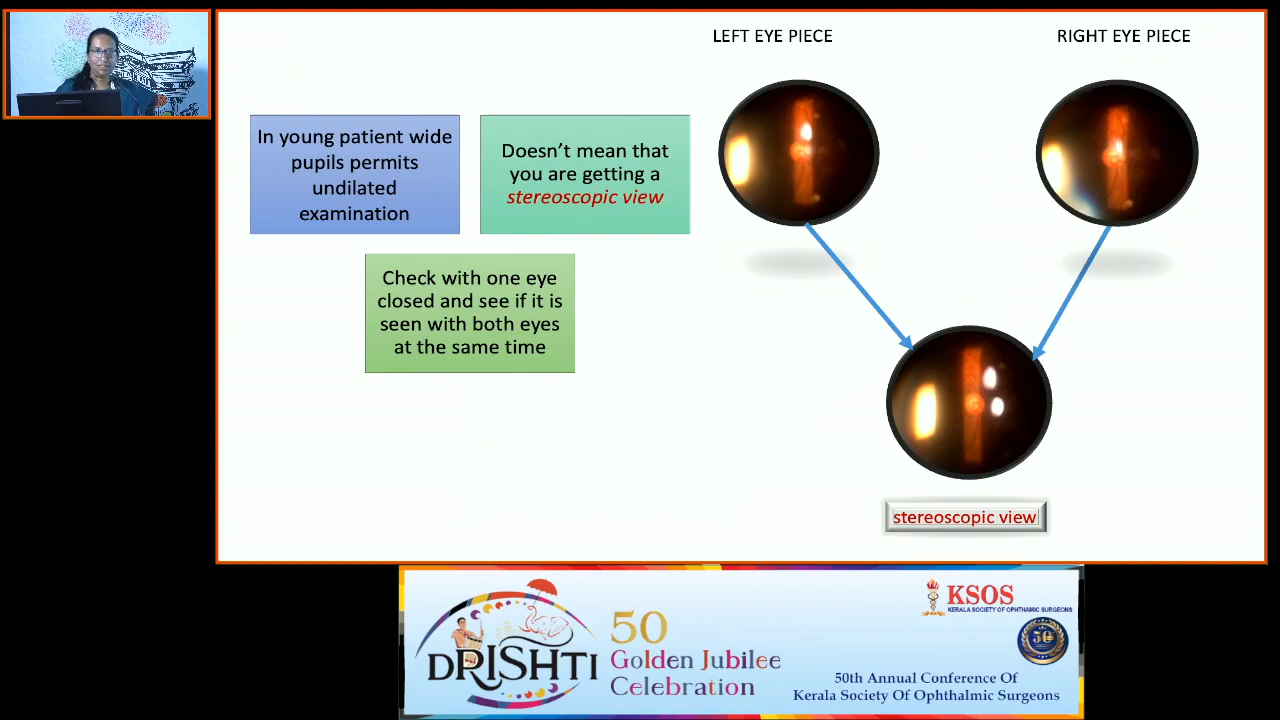 LEFT EYE PIECE
RIGHT EYE PIECE
In young patient wide
pupils permits
undilated
examination
Doesn’t mean that
you are getting a
stereoscopic view
Check with one eye
closed and see if it is
seen with both eyes
at the same time
stereoscopic view
DRISHTI
50
Golden Jubilee
Celebration
KSOS
KERALA SOCIETY OF OPHTHAMIC SURGEONS
50
50th Annual Conference Of
Kerala Society Of Ophthalmic Surgeons